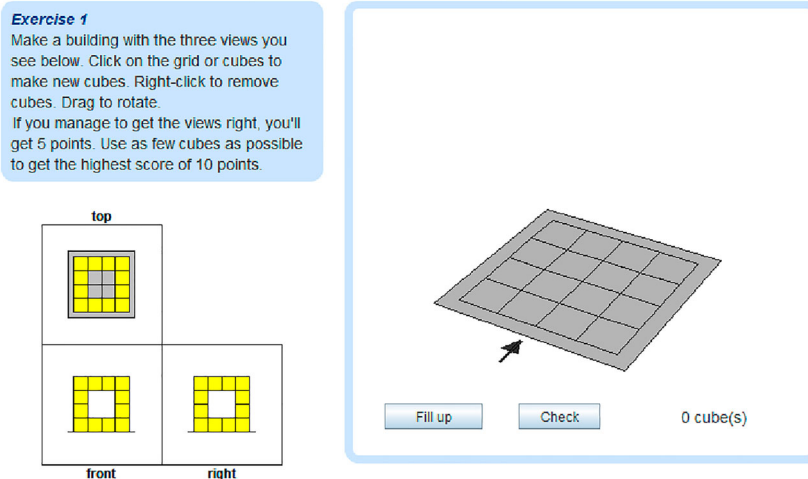 Exercise 1
Make a building with the three views you
see below. Click on the grid or cubes to
make new cubes. Right-click to remove
cubes. Drag to rotate.
If you manage to get the views right, you'll
get 5 points. Use as few cubes as possible
to get the highest score of 10 points.
top
front
right
Fill up
Check
0 cube(s)